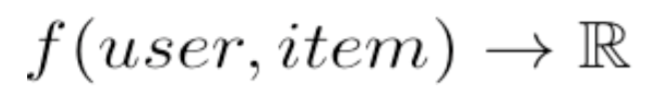 f(user, item) → ℝ